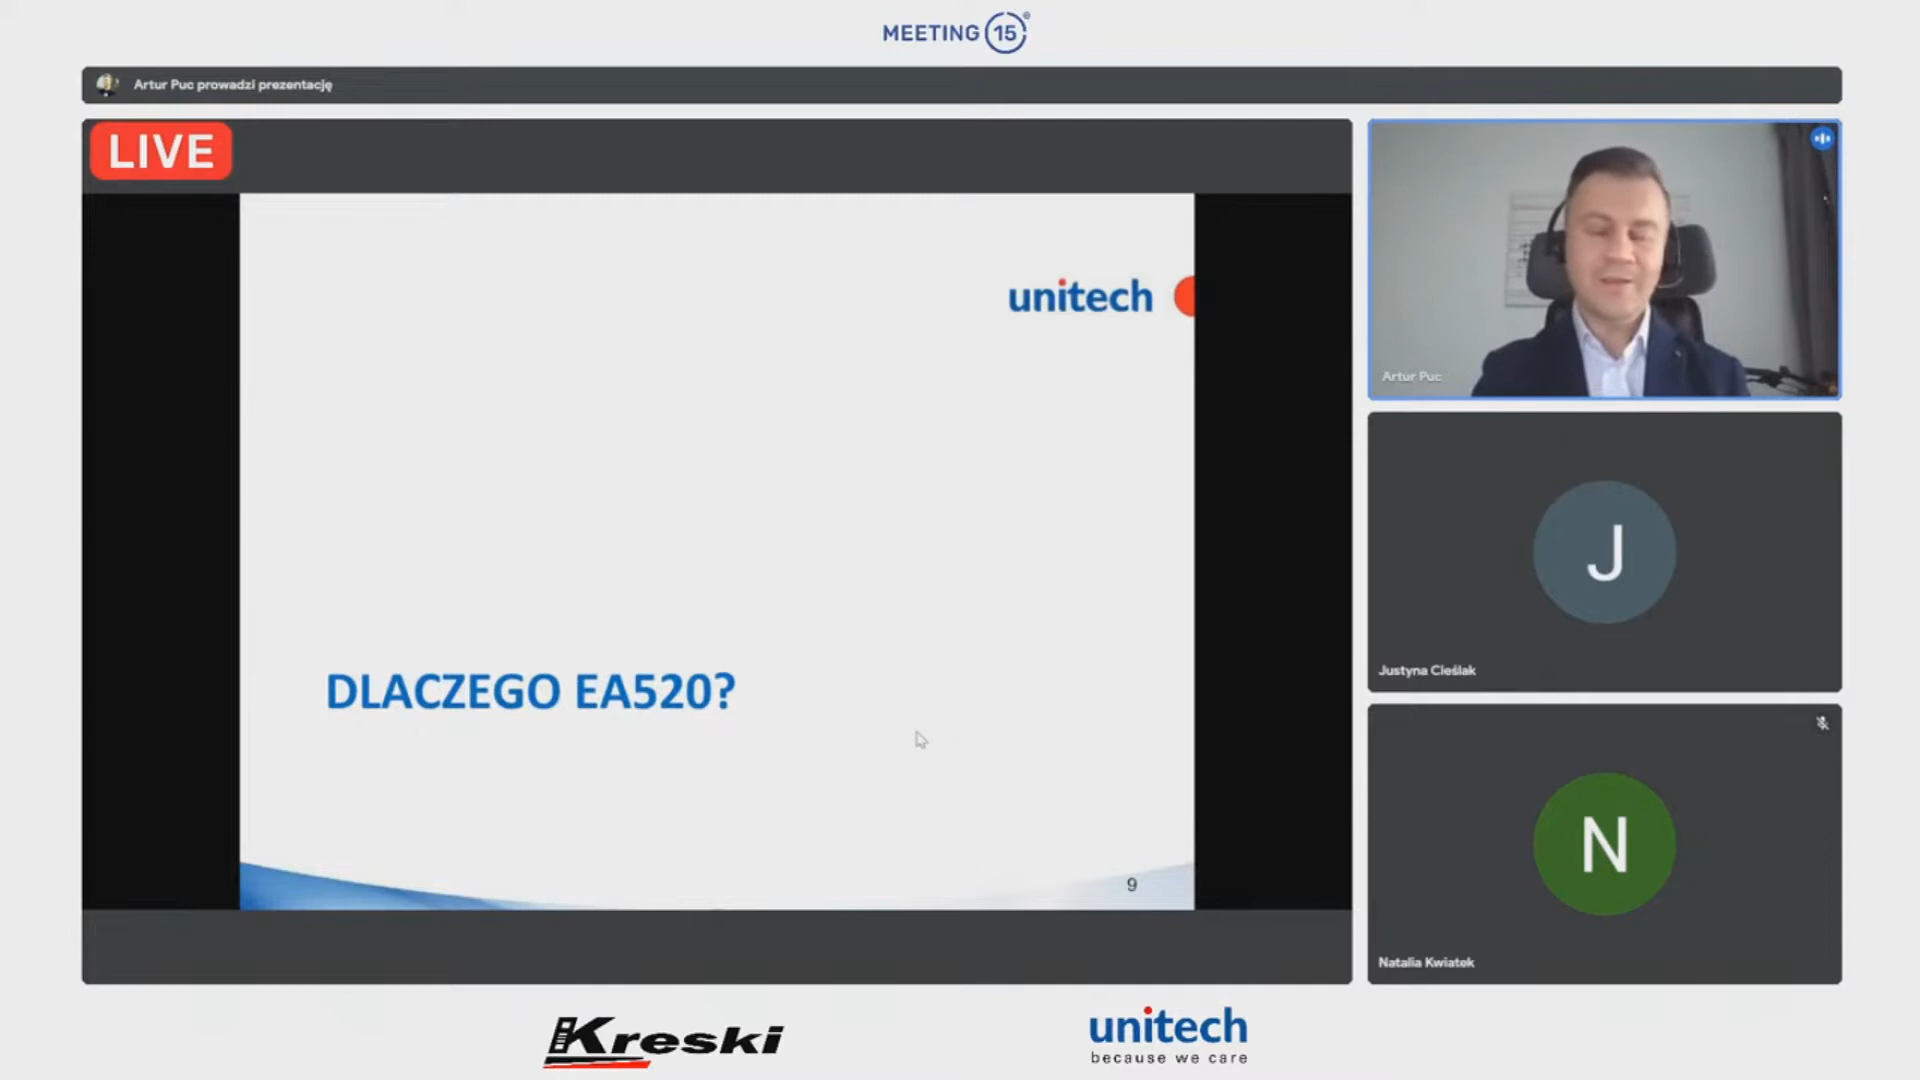 MEETING 15
Artur Puc prowadzi prezentację
LIVE
unitech
DLACZEGO EA520?
9
Artur Puc
J
Justyna Cieślak
N
Natalia Kwiatek
Kreski
unitech
because we care